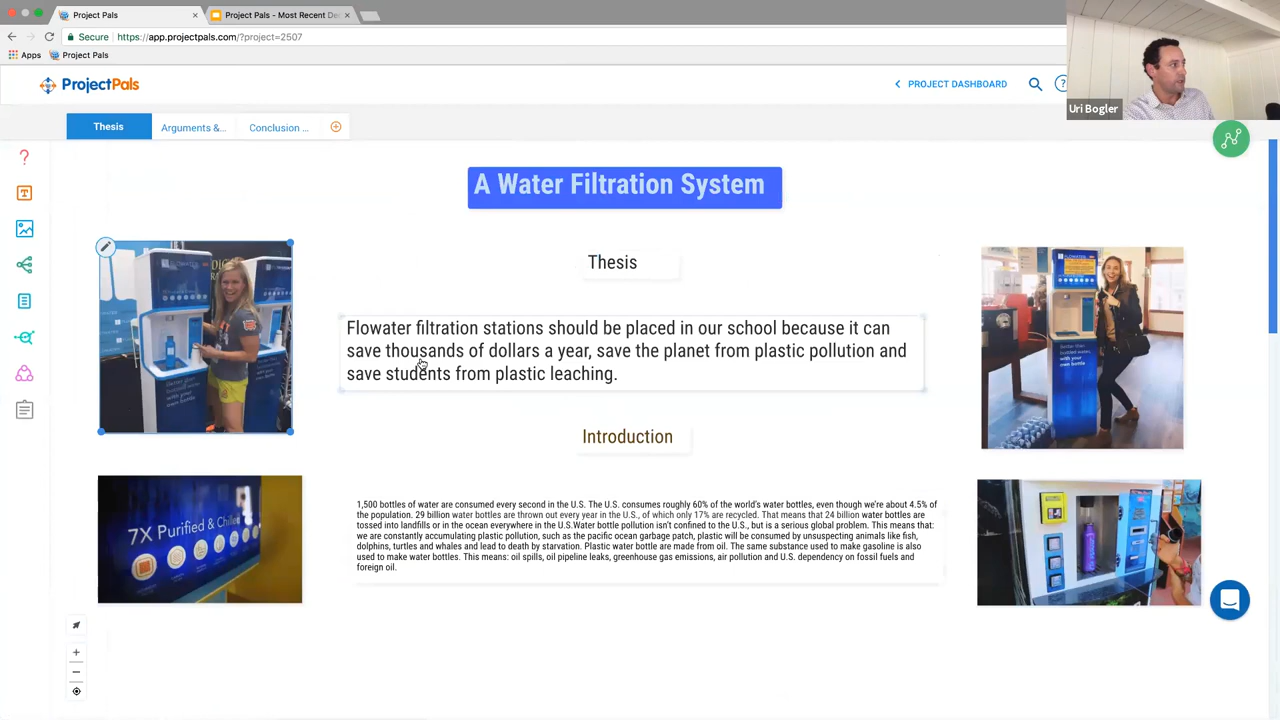 Project Pals
Project Pals - Most Recent De
Secure
https://app.projectpals.com/?project=2507
Apps
Project Pals
ProjectPals
PROJECT DASHBOARD
?
Uri Bogler
Thesis
Arguments &...
Conclusion ...
?
T
A Water Filtration System
Thesis
Flowater filtration stations should be placed in our school because it can
save thousands of dollars a year, save the planet from plastic pollution and
save students from plastic leaching.
Introduction
7X Purified & Chille
1,500 bottles of water are consumed every second in the U.S. The U.S. consumes roughly 60% of the world's water bottles, even though we're about 4.5% of
the population. 29 billion water bottles are thrown out every year in the U.S., of which only 17% are recycled. That means that 24 billion water bottles are
tossed into landfills or in the ocean everywhere in the U.S.Water bottle pollution isn't confined to the U.S., but is a serious global problem. This means that:
we are constantly accumulating plastic pollution, such as the pacific ocean garbage patch, plastic will be consumed by unsuspecting animals like fish,
dolphins, turtles and whales and lead to death by starvation. Plastic water bottle are made from oil. The same substance used to make gasoline is also
used to make water bottles. This means: oil spills, oil pipeline leaks, greenhouse gas emissions, air pollution and U.S. dependency on fossil fuels and
foreign oil.